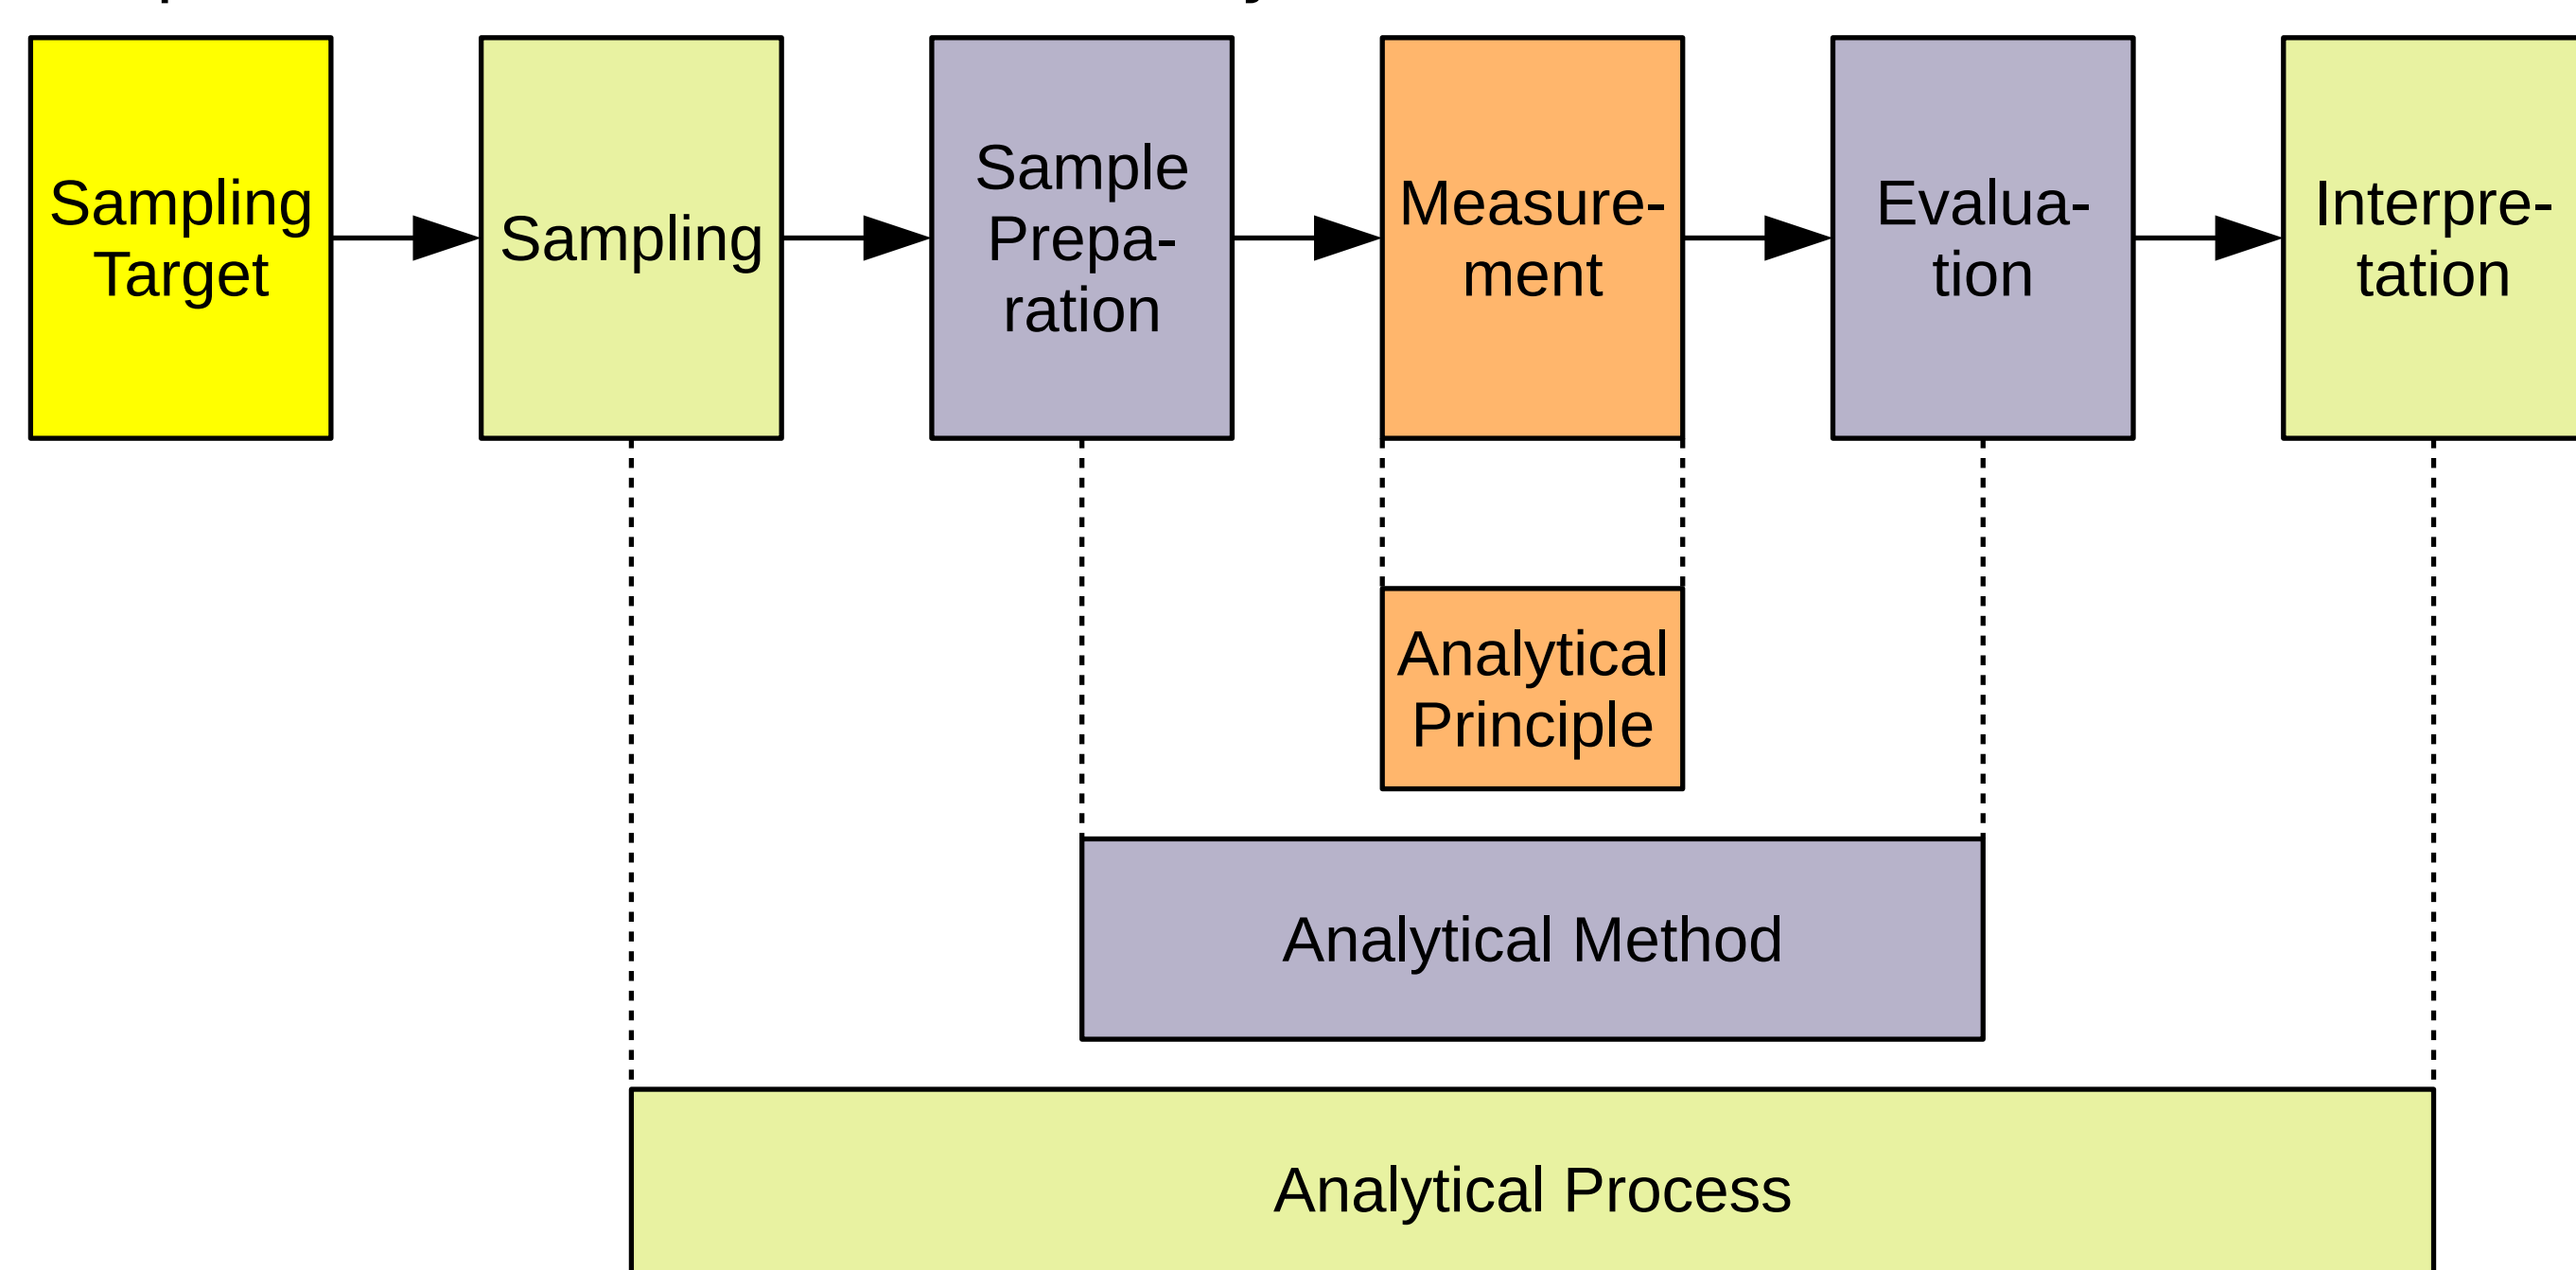 Sampling
Target
Sampling
Sample
Prepa-
ration
Measure-
ment
Evalua-
tion
Interpre-
tation
Analytical
Principle
Analytical Method
Analytical Process